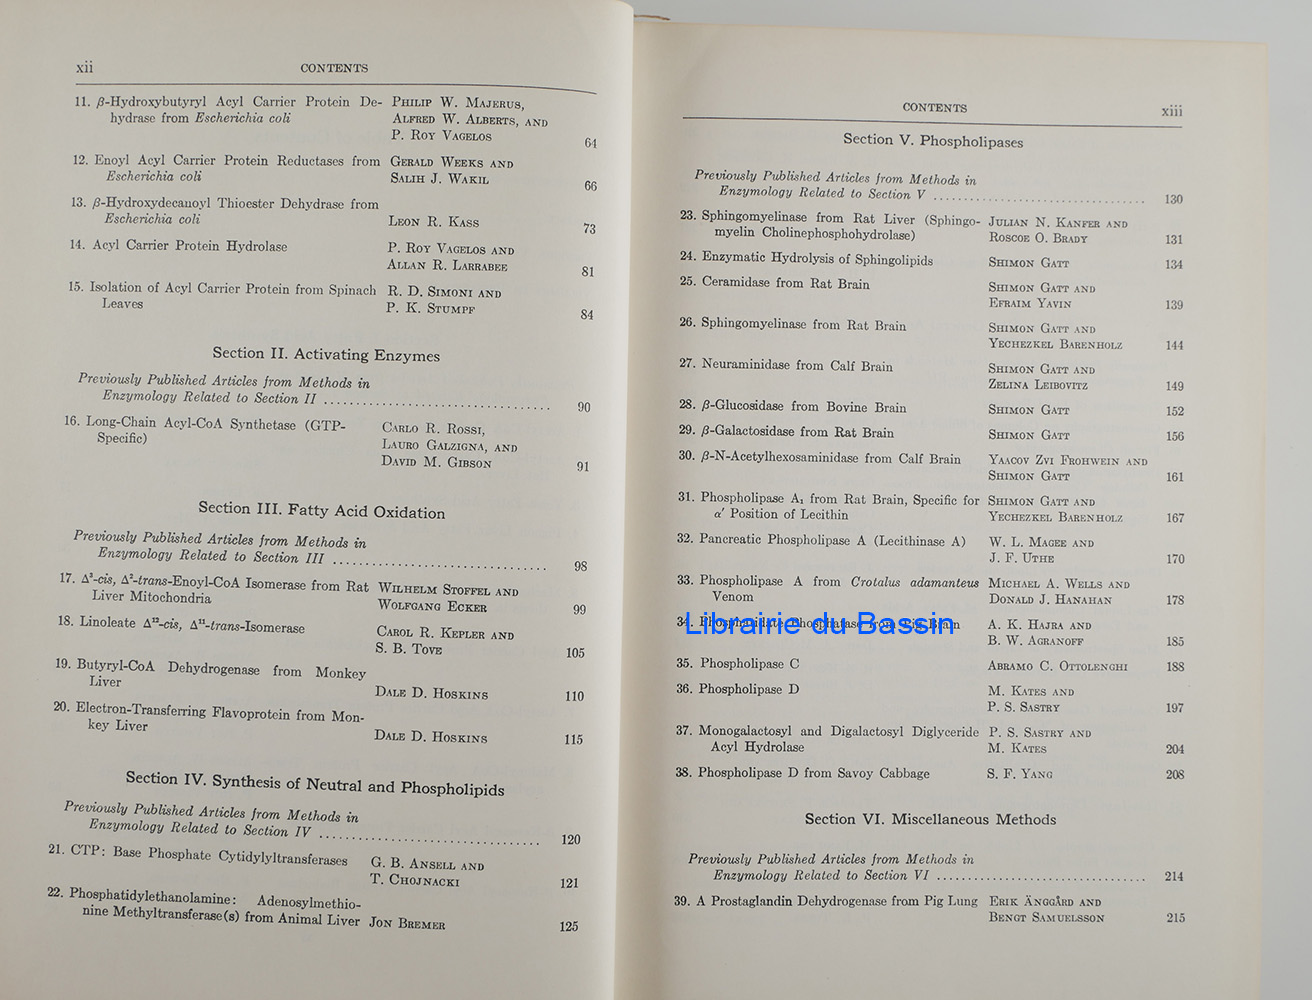 xii
CONTENTS
11. β-Hydroxybutyryl Acyl Carrier Protein De-
hydrase from Escherichia coli
PHILIP W. MAJERUS,
ALFRED W. ALBERTS, AND
P. ROY VAGELOS
64
12. Enoyl Acyl Carrier Protein Reductases from
Escherichia coli
GERALD WEEKS AND
SALIH J. WAKIL
66
13. β-Hydroxydecanoyl Thioester Dehydrase from
Escherichia coli
LEON R. KASS
73
14. Acyl Carrier Protein Hydrolase
P. ROY VAGELOS AND
ALLAN R. LARRABEE
81
15. Isolation of Acyl Carrier Protein from Spinach
Leaves
R. D. SIMONI AND
P. K. STUMPF
84
Section II. Activating Enzymes
Previously Published Articles from Methods in
Enzymology Related to Section II . . . . . . . . . . 90
16. Long-Chain Acyl-CoA Synthetase (GTP-
Specific)
CARLO R. ROSSI,
LAURO GALZIGNA, AND
DAVID M. GIBSON
91
Section III. Fatty Acid Oxidation
Previously Published Articles from Methods in
Enzymology Related to Section III . . . . . . . . . . 98
17. Δ³-cis, Δ²-trans-Enoyl-CoA Isomerase from Rat
Liver Mitochondria
WILHELM STOFFEL AND
WOLFGANG ECKER
99
18. Linoleate Δ¹²-cis, Δ¹¹-trans-Isomerase
CAROL R. KEPLER AND
S. B. TOVE
105
19. Butyryl-CoA Dehydrogenase from Monkey
Liver
DALE D. HOSKINS
110
20. Electron-Transferring Flavoprotein from Mon-
key Liver
DALE D. HOSKINS
115
Section IV. Synthesis of Neutral and Phospholipids
Previously Published Articles from Methods in
Enzymology Related to Section IV . . . . . . . . . . 120
21. CTP: Base Phosphate Cytidylyltransferases
G. B. ANSELL AND
T. CHOJNACKI
121
22. Phosphatidylethanolamine: Adenosylmethio-
nine Methyltransferase(s) from Animal Liver
JON BREMER
125
CONTENTS
xiii
Section V. Phospholipases
Previously Published Articles from Methods in
Enzymology Related to Section V . . . . . . . . . . 130
23. Sphingomyelinase from Rat Liver (Sphingo-
myelin Cholinephosphohydrolase)
JULIAN N. KANFER AND
ROSCOE O. BRADY
131
24. Enzymatic Hydrolysis of Sphingolipids
SHIMON GATT
134
25. Ceramidase from Rat Brain
SHIMON GATT AND
EFRAIM YAVIN
139
26. Sphingomyelinase from Rat Brain
SHIMON GATT AND
YECHEZKEL BARENHOLZ
144
27. Neuraminidase from Calf Brain
SHIMON GATT AND
ZELINA LEIBOVITZ
149
28. β-Glucosidase from Bovine Brain
SHIMON GATT
152
29. β-Galactosidase from Rat Brain
SHIMON GATT
156
30. β-N-Acetylhexosaminidase from Calf Brain
YAACOV ZVI FROHWEIN AND
SHIMON GATT
161
31. Phospholipase A₁ from Rat Brain, Specific for
α′ Position of Lecithin
SHIMON GATT AND
YECHEZKEL BARENHOLZ
167
32. Pancreatic Phospholipase A (Lecithinase A)
W. L. MAGEE AND
J. F. UTHE
170
33. Phospholipase A from Crotalus adamanteus
Venom
MICHAEL A. WELLS AND
DONALD J. HANAHAN
178
34. Phosphatidate Phosphatase from Pig Brain
Librairie du Bassin
A. K. HAJRA AND
B. W. AGRANOFF
185
35. Phospholipase C
ABRAMO C. OTTOLENGHI
188
36. Phospholipase D
M. KATES AND
P. S. SASTRY
197
37. Monogalactosyl and Digalactosyl Diglyceride
Acyl Hydrolase
P. S. SASTRY AND
M. KATES
204
38. Phospholipase D from Savoy Cabbage
S. F. YANG
208
Section VI. Miscellaneous Methods
Previously Published Articles from Methods in
Enzymology Related to Section VI . . . . . . . . . . 214
39. A Prostaglandin Dehydrogenase from Pig Lung
ERIK ÄNGGÅRD AND
BENGT SAMUELSSON
215